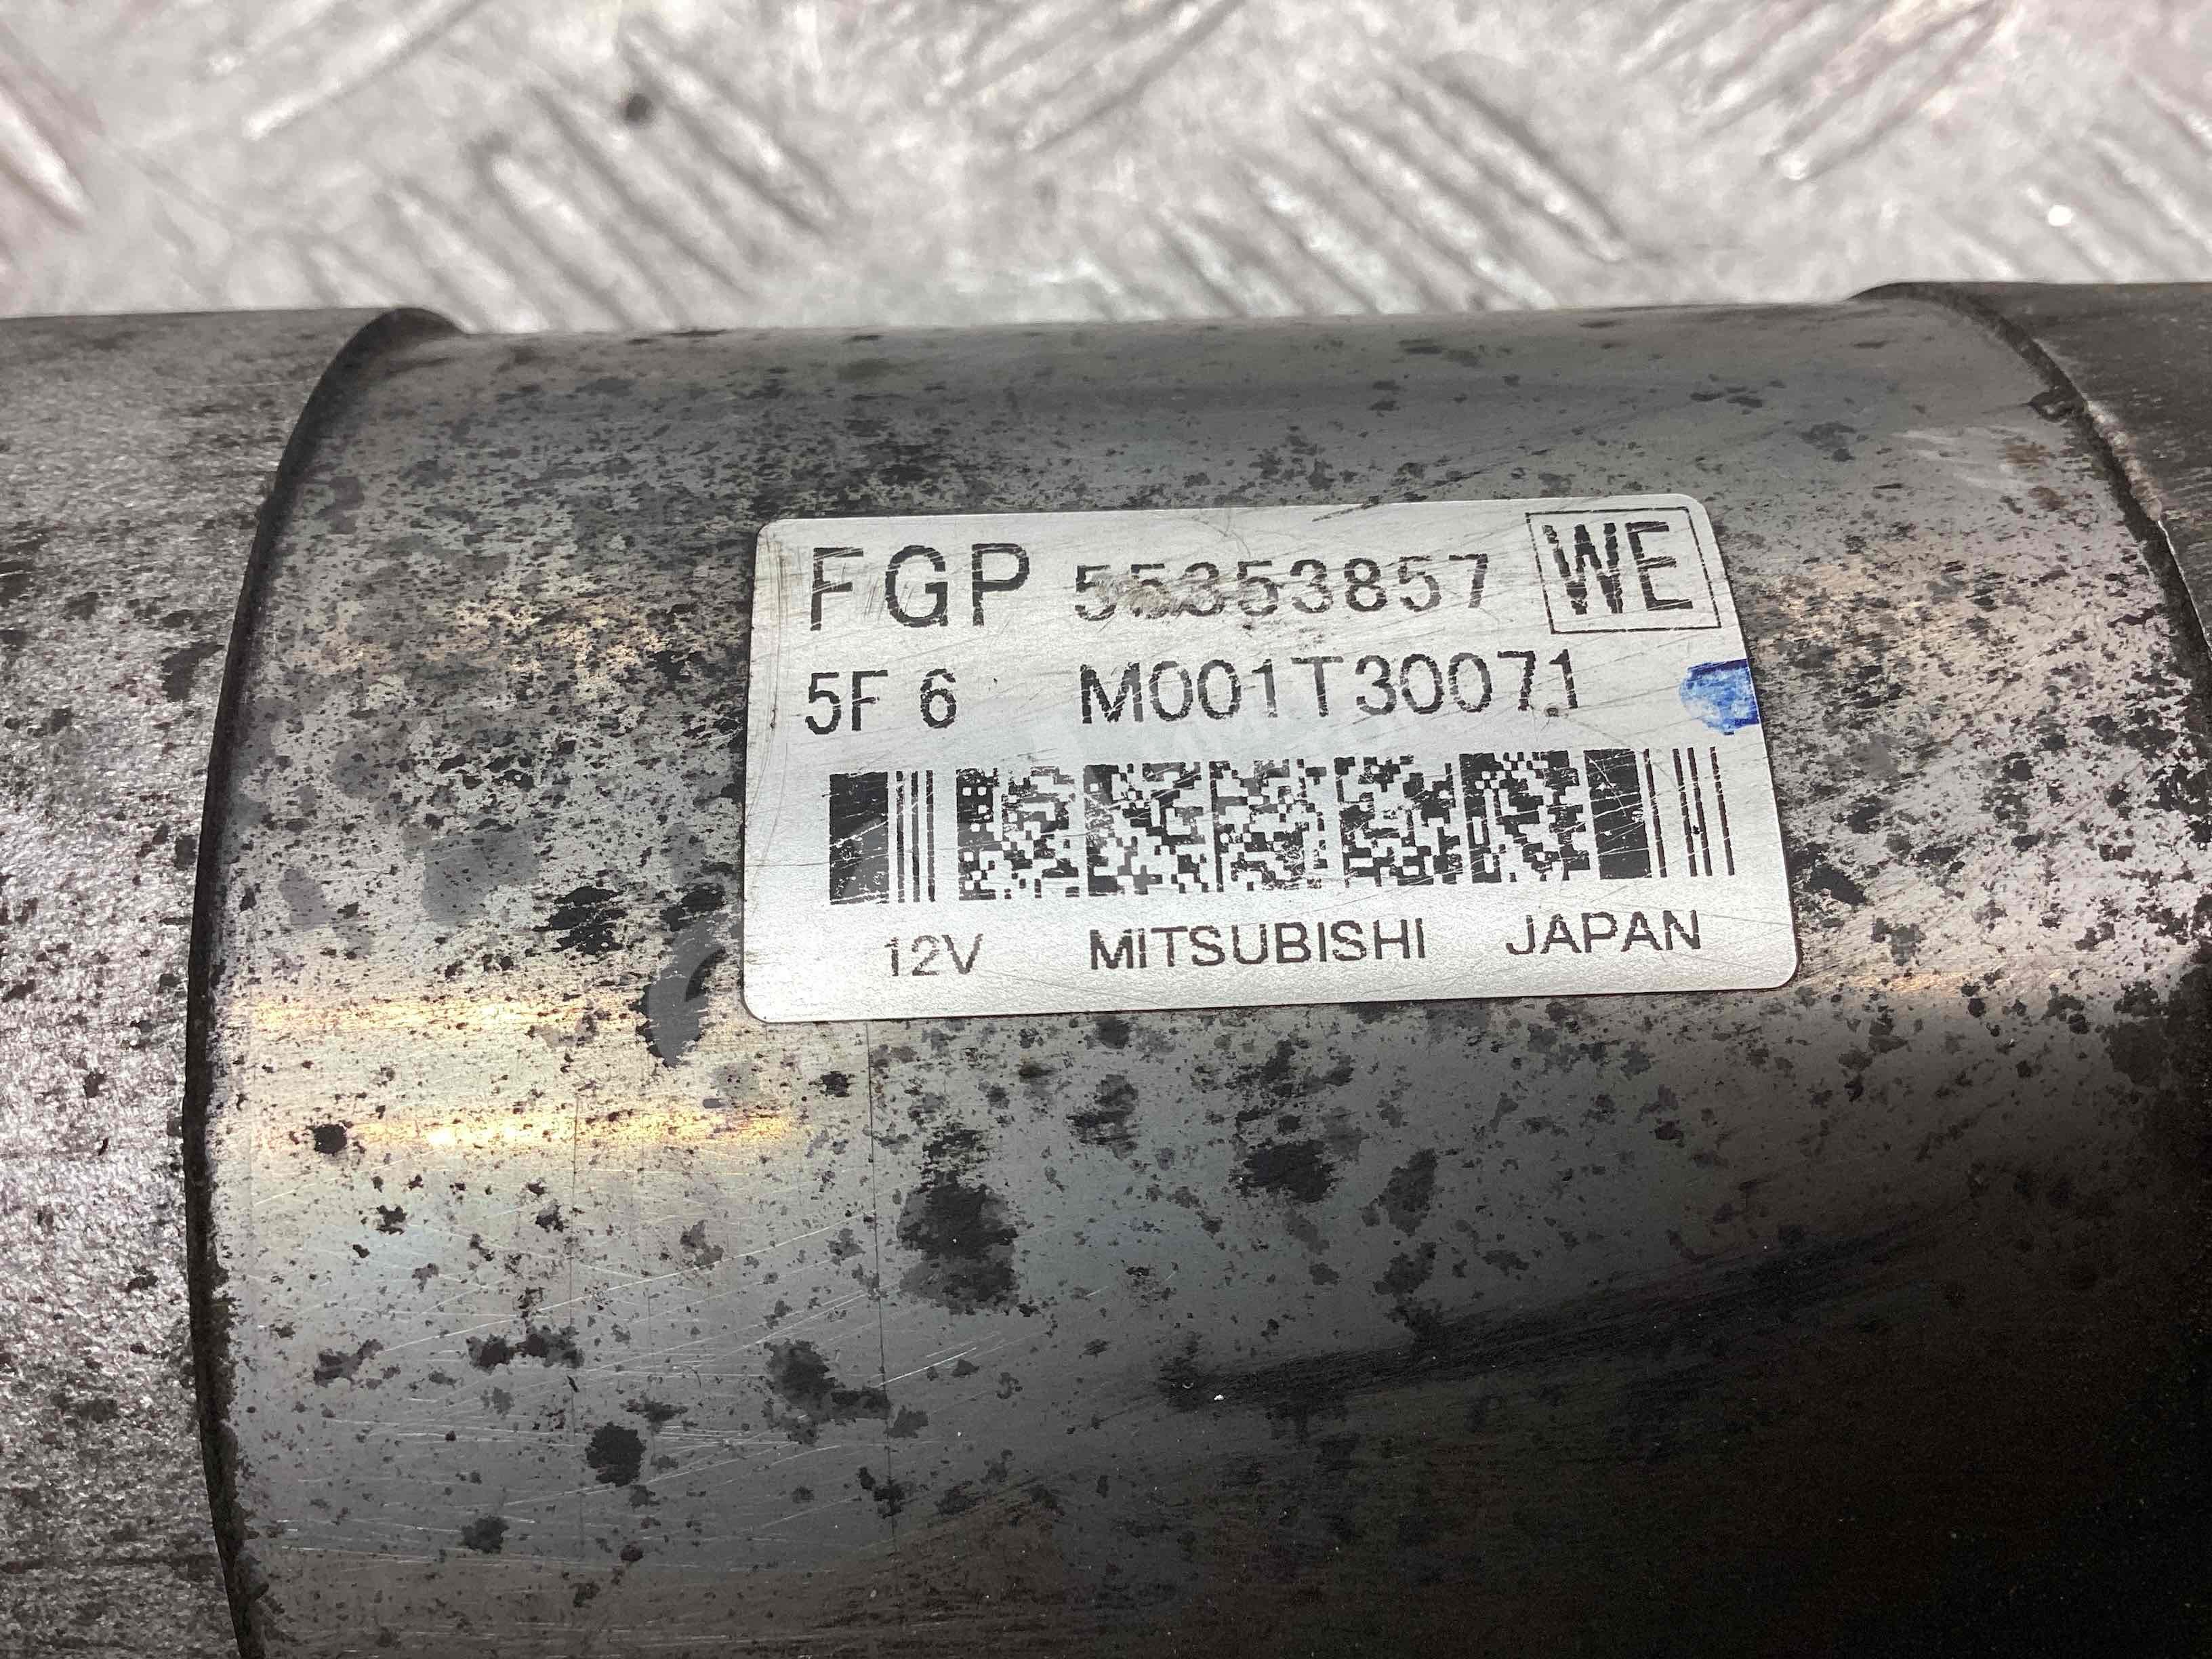 FGP 55353857 WE
5F 6 M001T30071
12V MITSUBISHI JAPAN